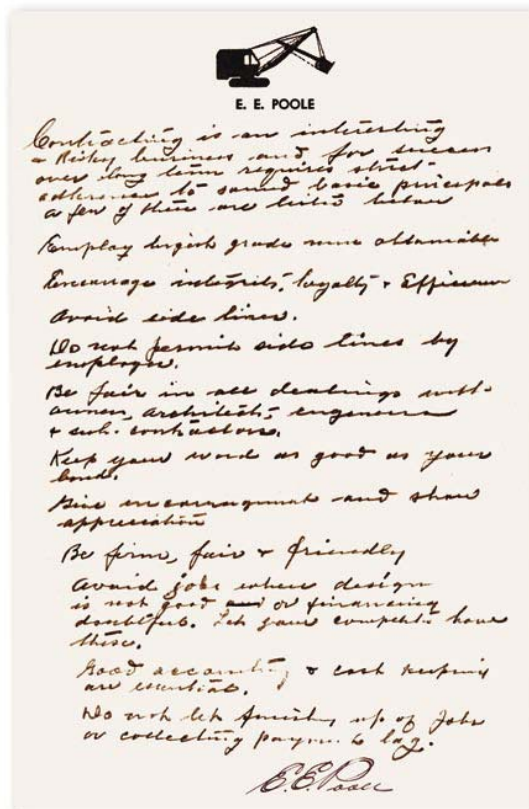 E. E. POOLE
Contracting is an interesting
& Risky business and for success
over long term requires strict
adherence to sound basic principals
a few of these are listed below
Employ highest grade men obtainable
Encourage integrity, loyalty & Efficiency
Avoid side lines.
Do not permit side lines by
employees.
Be fair in all dealings with
owners, architects, engineers
& sub-contractors.
Keep your word as good as your
bond.
Give encouragement and show
appreciation
Be firm, fair & friendly
Avoid jobs when design
is not good or financing
doubtful. Let your competitors have
these.
Good accounting & cost keeping
are essential.
Do not let finishing up of jobs
or collecting payments lag.
E. E. Poole